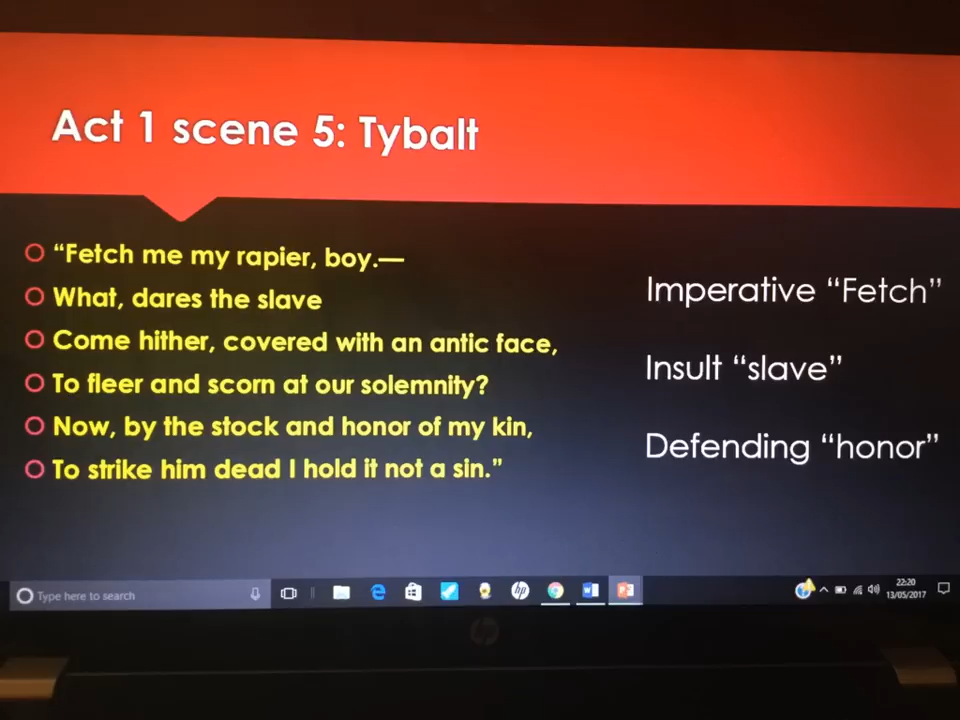 Act 1 scene 5: Tybalt
“Fetch me my rapier, boy.—
What, dares the slave
Come hither, covered with an antic face,
To fleer and scorn at our solemnity?
Now, by the stock and honor of my kin,
To strike him dead I hold it not a sin.”
Imperative “Fetch”
Insult “slave”
Defending “honor”
Type here to search
hp
22:20
13/05/2017
hp